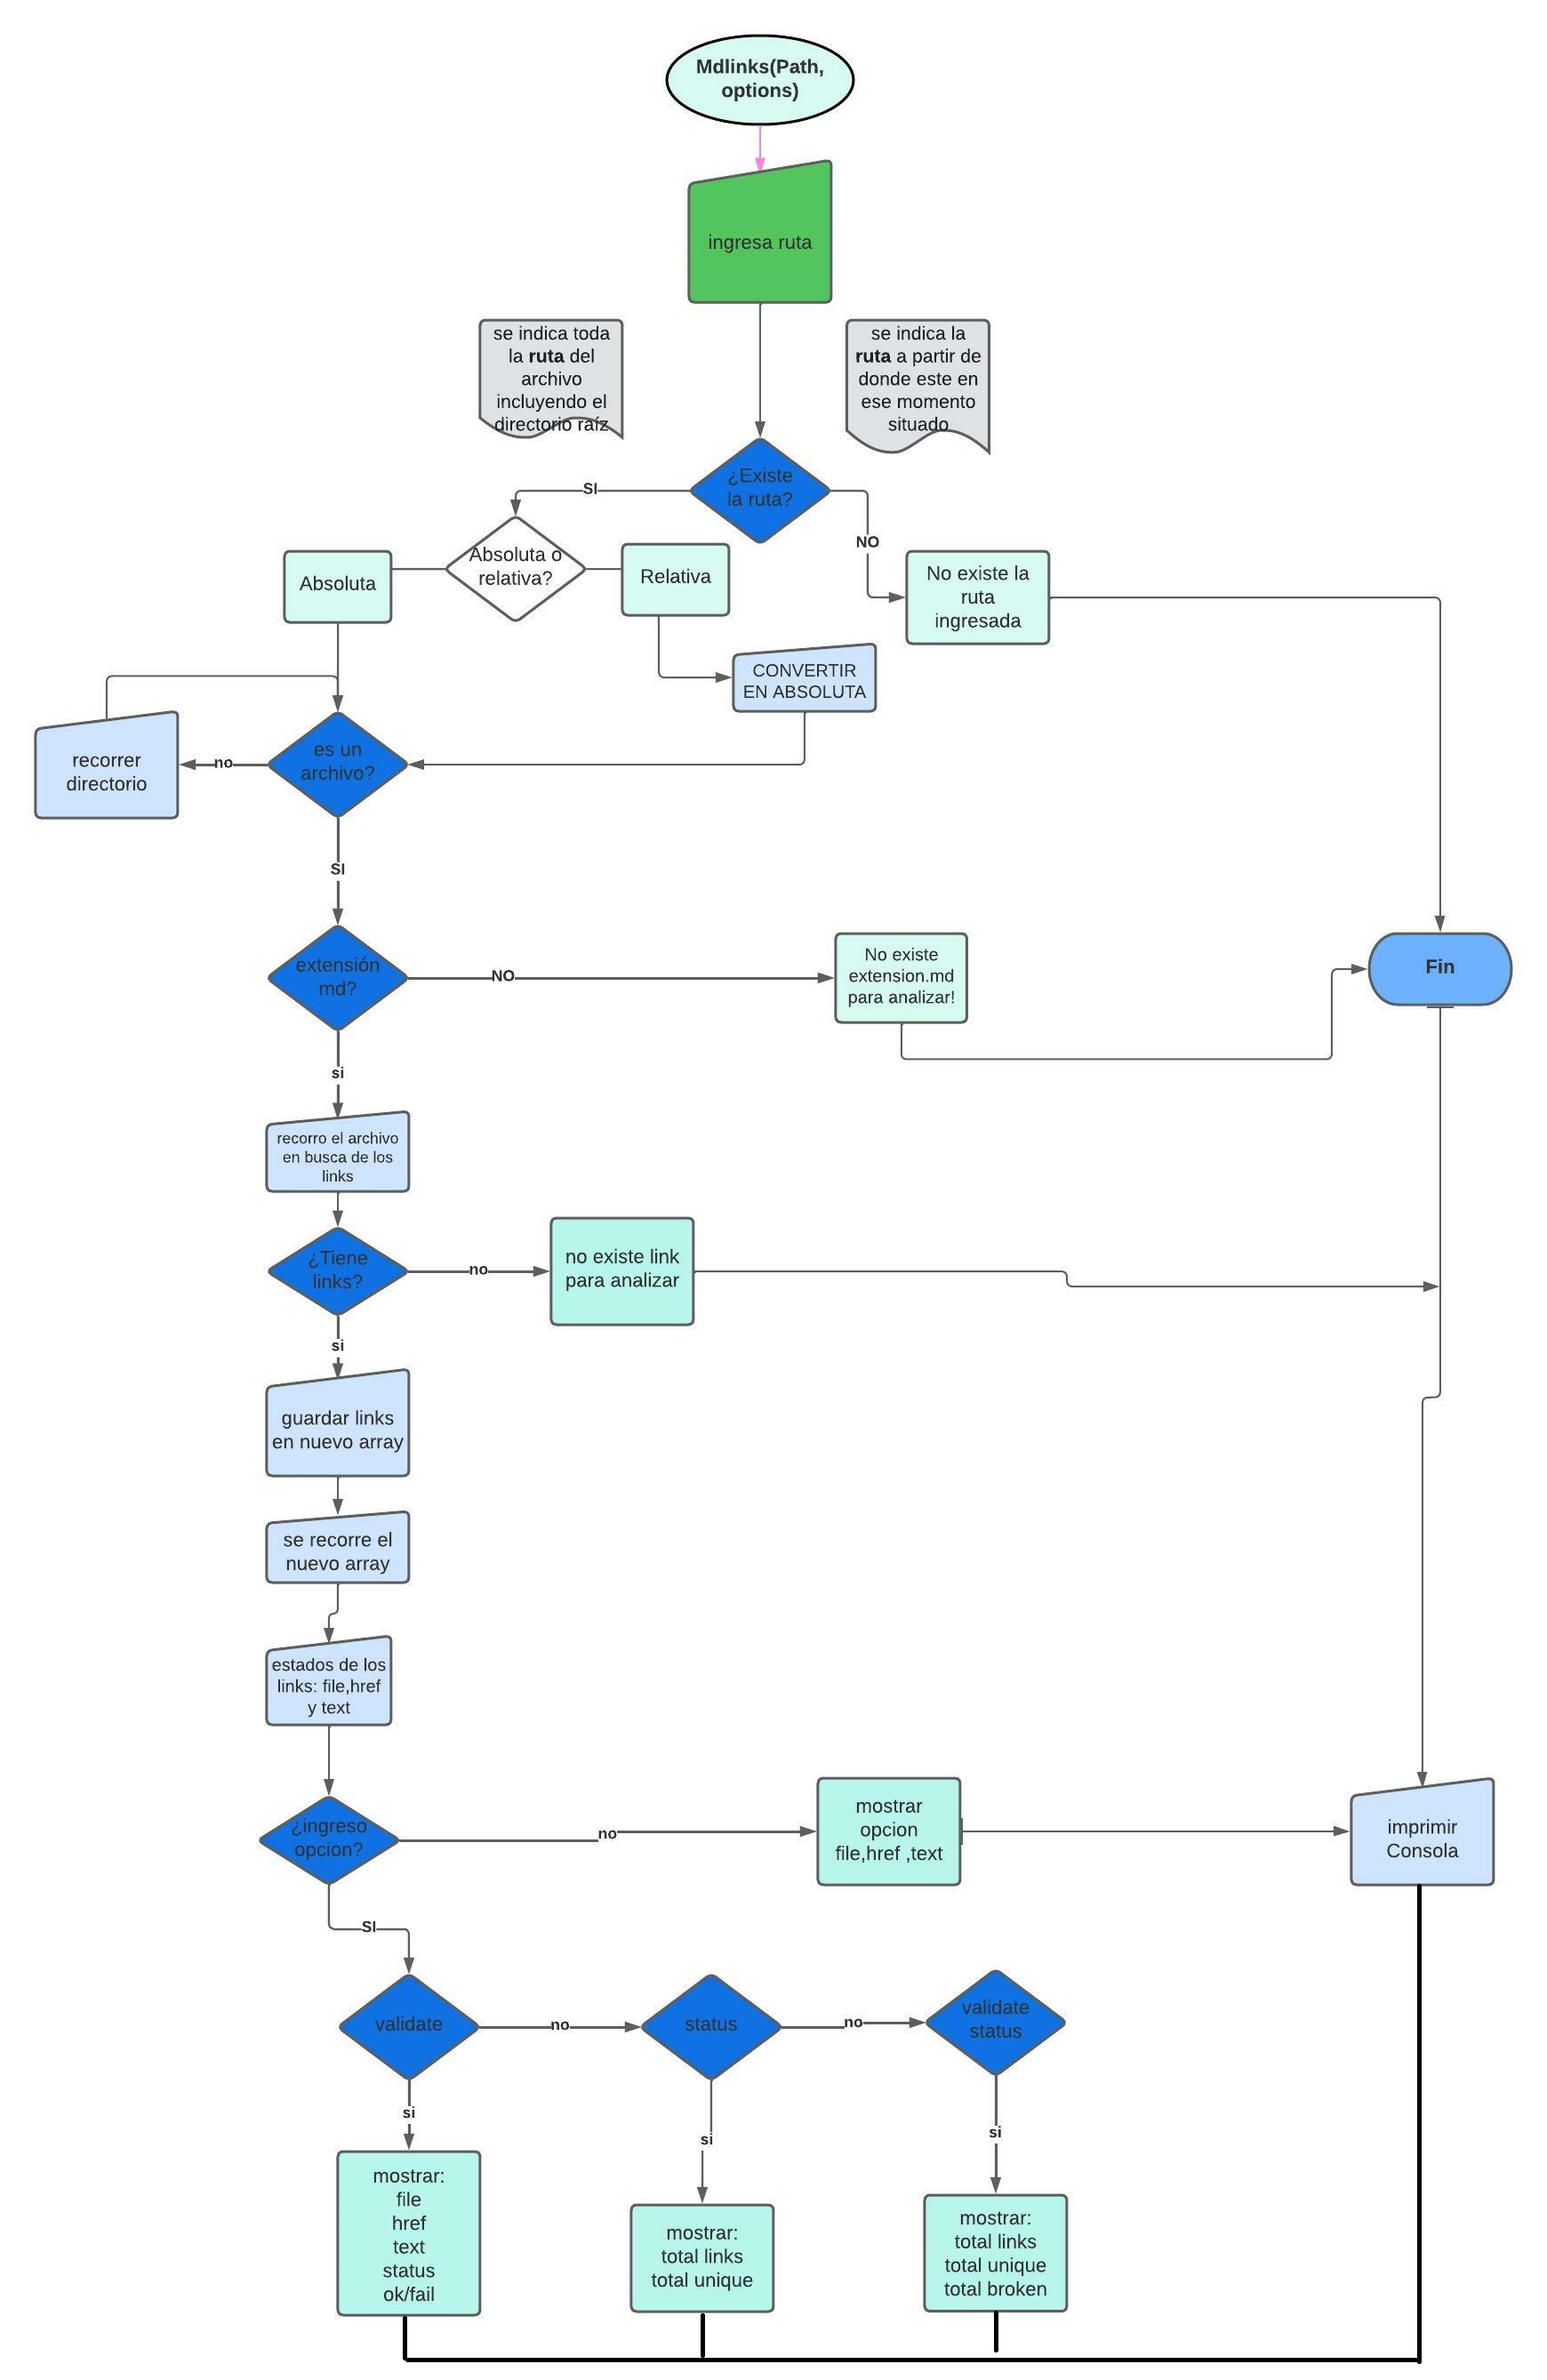 Mdlinks(Path,
options)
ingresa ruta
se indica toda
la ruta del
archivo
incluyendo el
directorio raíz
se indica la
ruta a partir de
donde este en
ese momento
situado
¿Existe
la ruta?
SI
NO
Absoluta o
relativa?
Absoluta
Relativa
No existe la
ruta
ingresada
CONVERTIR
EN ABSOLUTA
recorrer
directorio
no
es un
archivo?
SI
extensión
md?
NO
No existe
extension.md
para analizar!
Fin
si
recorro el archivo
en busca de los
links
¿Tiene
links?
no
no existe link
para analizar
si
guardar links
en nuevo array
se recorre el
nuevo array
estados de los
links: file,href
y text
¿ingreso
opcion?
no
mostrar
opcion
file,href ,text
imprimir
Consola
SI
validate
no
status
no
validate
status
si
si
si
mostrar:
file
href
text
status
ok/fail
mostrar:
total links
total unique
mostrar:
total links
total unique
total broken